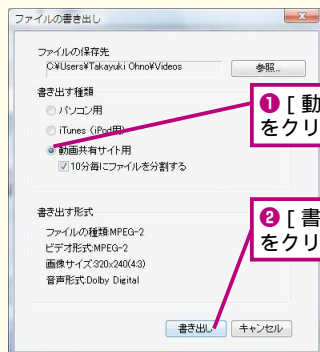 ファイルの書き出し
ファイルの保存先
C:¥Users¥Takayuki Ohno¥Videos
参照...
書き出す種類
パソコン用
iTunes (iPod用)
動画共有サイト用
10分毎にファイルを分割する
❶[ 動
をクリ
書き出す形式
ファイルの種類:MPEG-2
ビデオ形式:MPEG-2
画像サイズ:320x240(4:3)
音声形式:Dolby Digital
❷[ 書
をクリ
書き出し
キャンセル